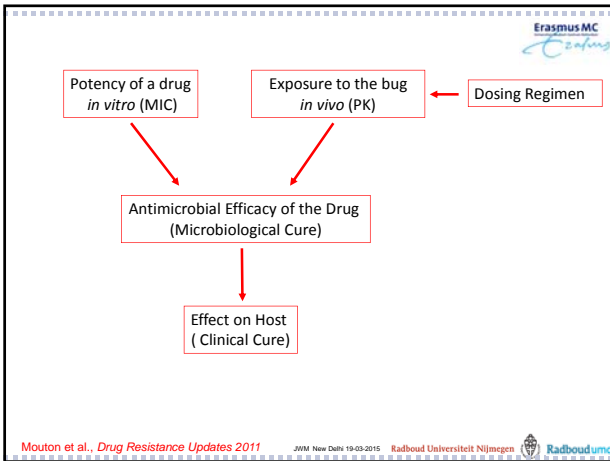 Erasmus MC
Erasmus
Potency of a drug
in vitro (MIC)
Exposure to the bug
in vivo (PK)
Dosing Regimen
Antimicrobial Efficacy of the Drug
(Microbiological Cure)
Effect on Host
( Clinical Cure)
Mouton et al., Drug Resistance Updates 2011
JWM New Delhi 19-03-2015
Radboud Universiteit Nijmegen
Radboudumc